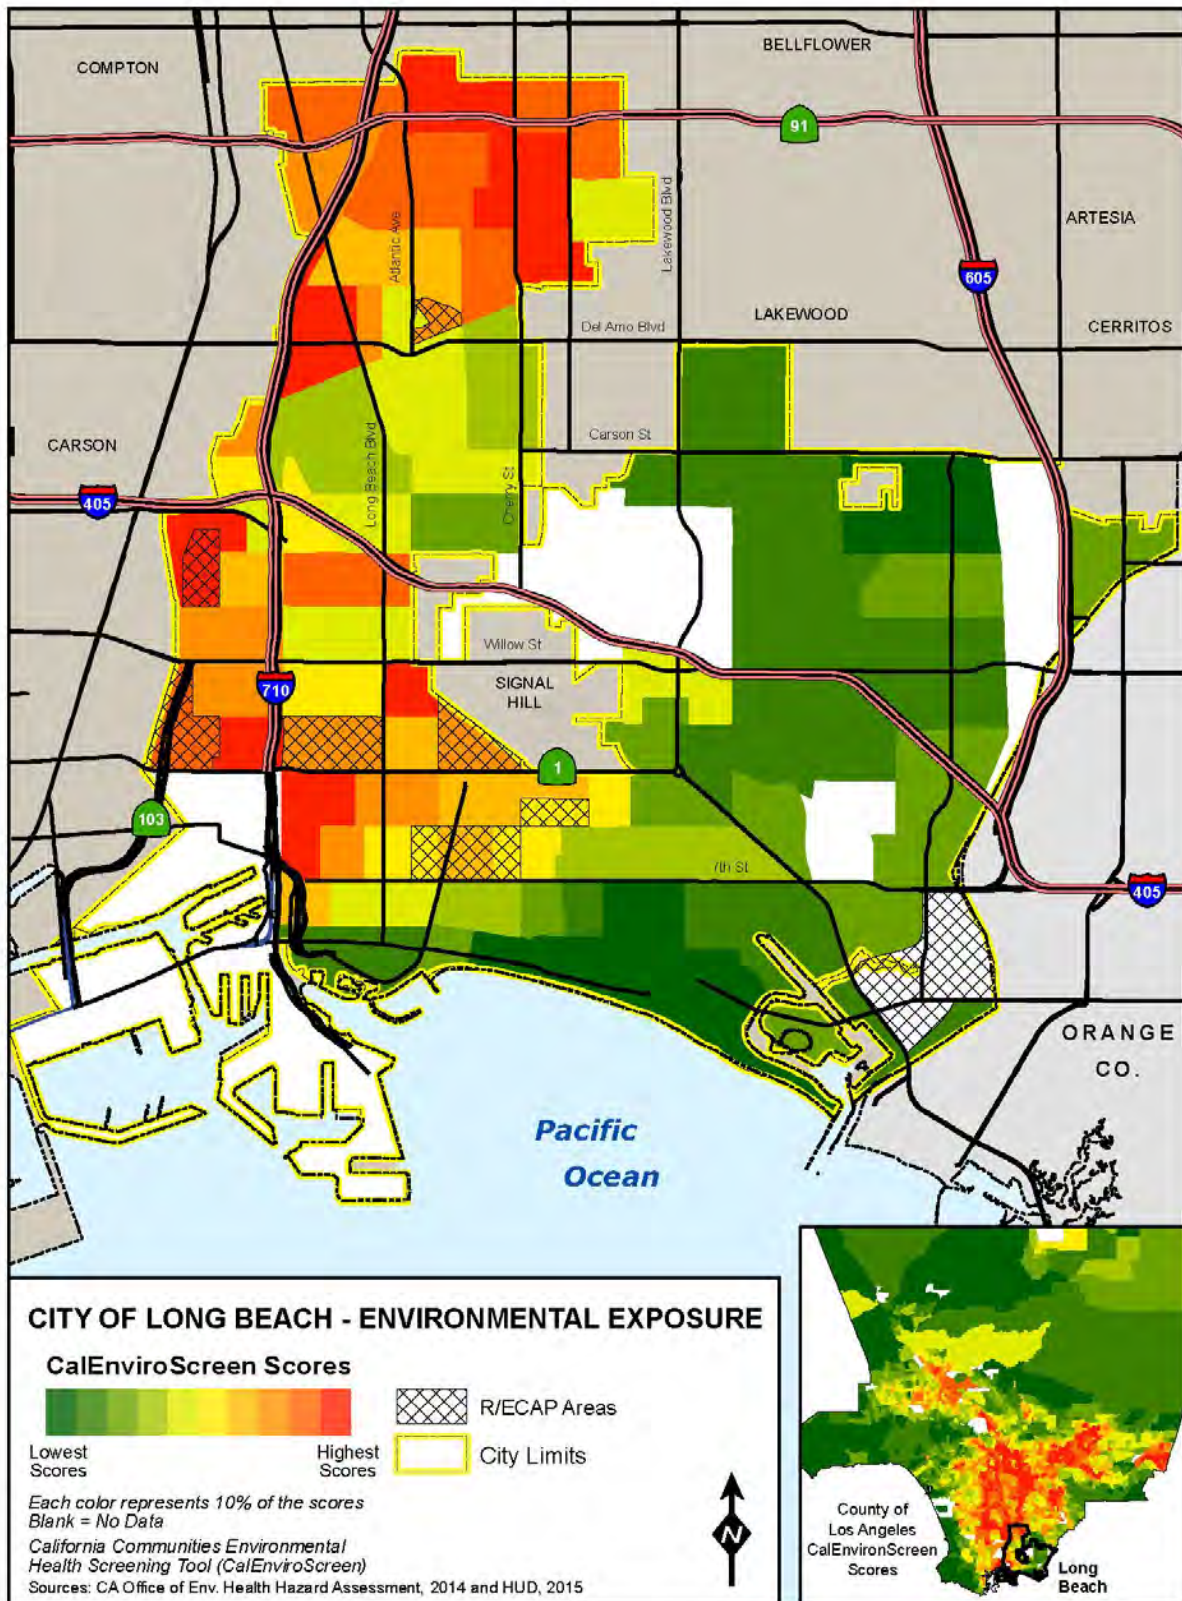 COMPTON
BELLFLOWER
91
Atlantic Ave
Lakewood Blvd
ARTESIA
605
Del Amo Blvd
LAKEWOOD
CERRITOS
CARSON
Long Beach Blvd
Cherry St
Carson St
405
Willow St
SIGNAL
HILL
710
1
103
7th St
405
ORANGE
CO.
Pacific
Ocean
CITY OF LONG BEACH - ENVIRONMENTAL EXPOSURE
CalEnviroScreen Scores
Lowest
Scores
Highest
Scores
R/ECAP Areas
City Limits
Each color represents 10% of the scores
Blank = No Data
California Communities Environmental
Health Screening Tool (CalEnviroScreen)
Sources: CA Office of Env. Health Hazard Assessment, 2014 and HUD, 2015
N
County of
Los Angeles
CalEnvironScreen
Scores
Long
Beach